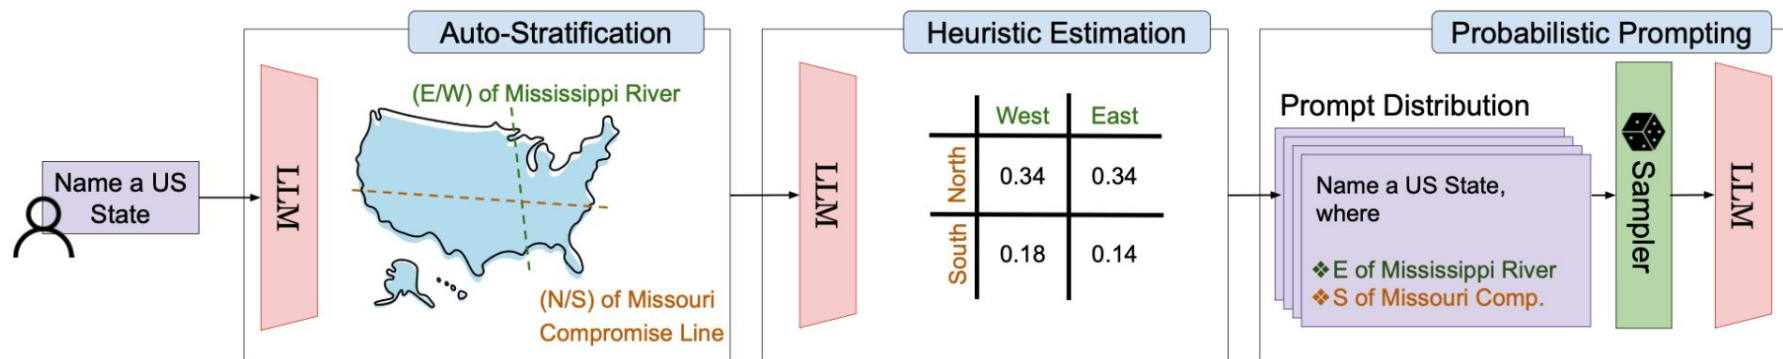 Auto-Stratification
Heuristic Estimation
Probabilistic Prompting
Name a US
State
LLM
(E/W) of Mississippi River
(N/S) of Missouri
Compromise Line
LLM
West East
North 0.34 0.34
South 0.18 0.14
Prompt Distribution
Name a US State,
where
❖E of Mississippi River
❖S of Missouri Comp.
Sampler
LLM